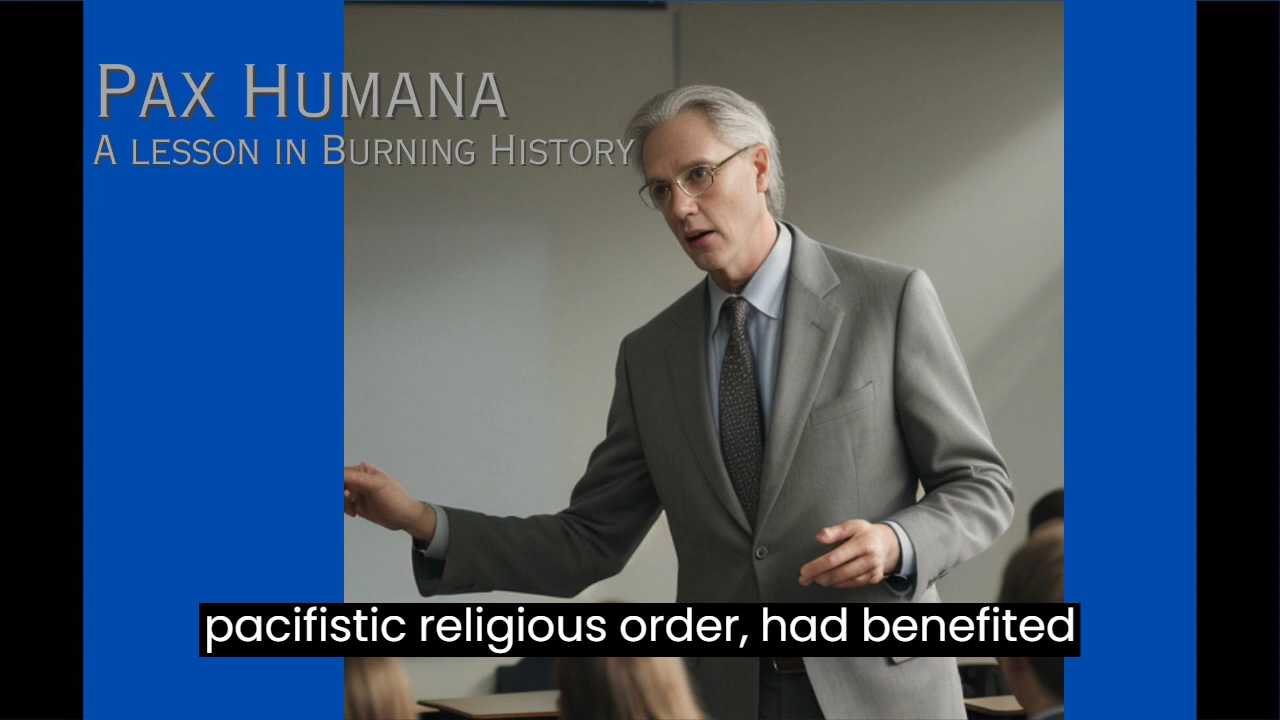 Pax Humana
A lesson in Burning History
pacifistic religious order, had benefited